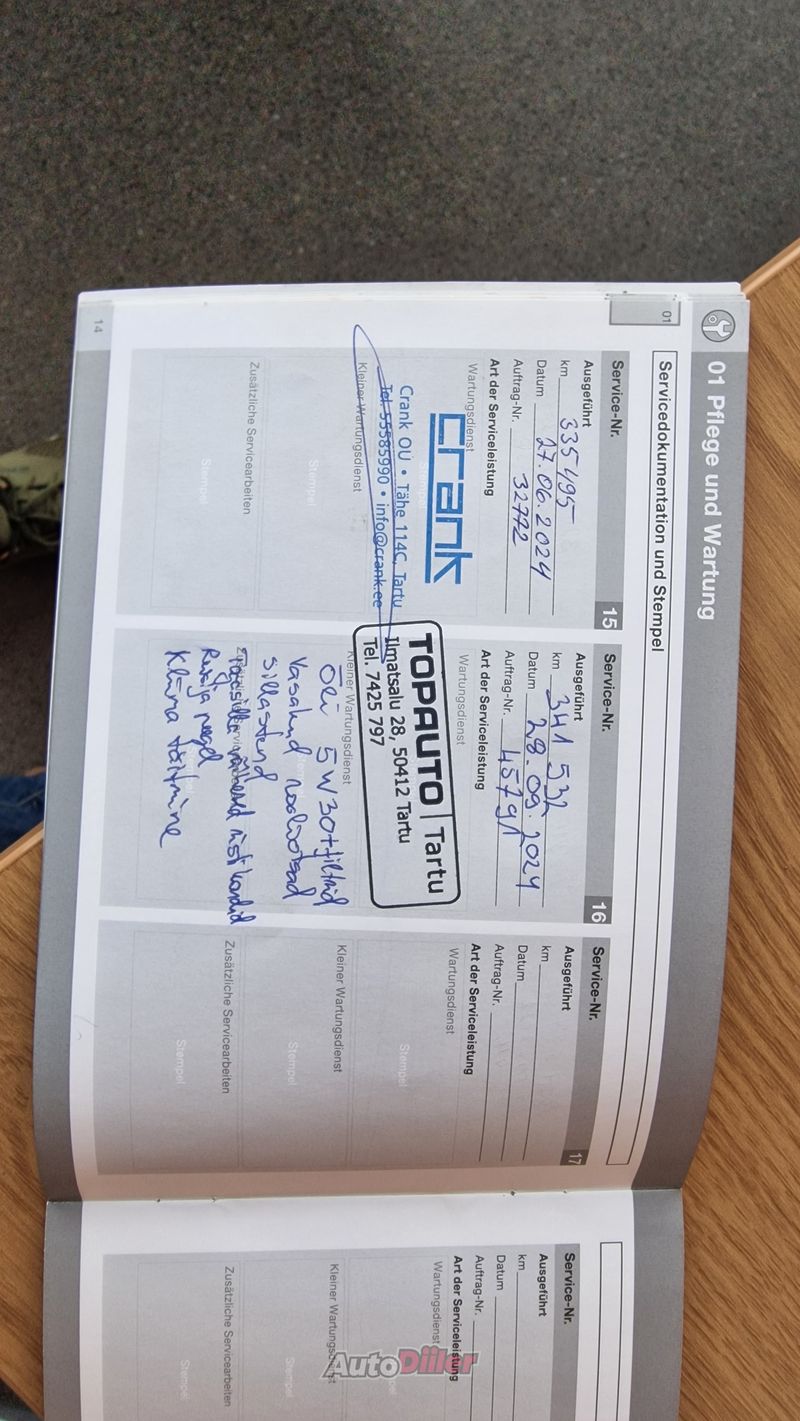 01 Pflege und Wartung
01
Servicedokumentation und Stempel
Service-Nr. 15
Ausgeführt
km 335 495
Datum 27.06.2024
Auftrag-Nr. 32772
Art der Serviceleistung
Wartungsdienst
crank
Crank OÜ • Tähe 114C, Tartu
Tel. 55585990 • info@crank.ee
Kleiner Wartungsdienst
Stempel
Zusätzliche Servicearbeiten
Stempel
Service-Nr. 16
Ausgeführt
km 341 532
Datum 28.09.2024
Auftrag-Nr. 45791
Art der Serviceleistung
Wartungsdienst
TOPAUTO | Tartu
Ilmatsalu 28, 50412 Tartu
Tel. 7425 797
Kleiner Wartungsdienst
Õli 5W30+filtrid
Vasakud rooliotsad
sillastend
Zusätzliche Servicearbeiten
Kliima täitmine
Service-Nr. 17
Ausgeführt
km
Datum
Auftrag-Nr.
Art der Serviceleistung
Wartungsdienst
Stempel
Kleiner Wartungsdienst
Stempel
Zusätzliche Servicearbeiten
Stempel
14
Service-Nr.
Ausgeführt
km
Datum
Auftrag-Nr.
Art der Serviceleistung
Wartungsdienst
Kleiner Wartungsdienst
Stempel
Zusätzliche Servicearbeiten
Stempel
AutoDiiler